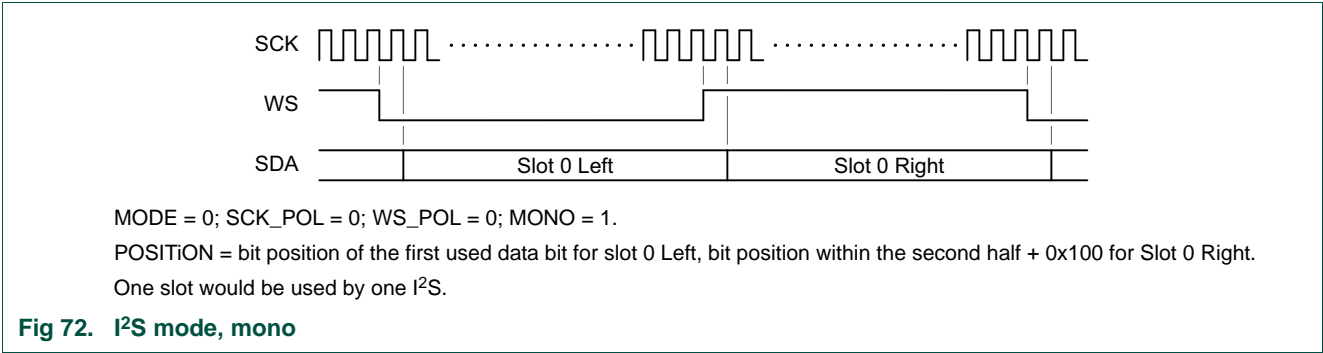 SCK
WS
SDA Slot 0 Left Slot 0 Right
MODE = 0; SCK_POL = 0; WS_POL = 0; MONO = 1.
POSITiON = bit position of the first used data bit for slot 0 Left, bit position within the second half + 0x100 for Slot 0 Right.
One slot would be used by one I²S.
Fig 72. I²S mode, mono